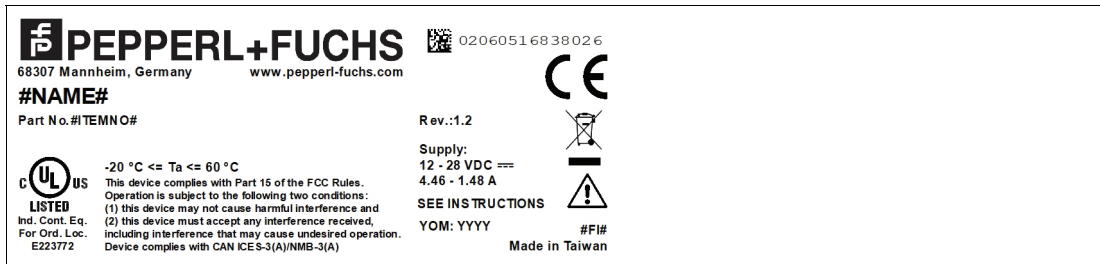 PEPPERL+FUCHS
68307 Mannheim, Germany www.pepperl-fuchs.com
02060516838026
CE
#NAME#
Part No.#ITEMNO#
Rev.:1.2
Supply:
12 - 28 VDC
4.46 - 1.48 A
SEE INSTRUCTIONS
YOM: YYYY
#FI#
Made in Taiwan
C UL US
LISTED
Ind. Cont. Eq.
For Ord. Loc.
E223772
-20 °C <= Ta <= 60 °C
This device complies with Part 15 of the FCC Rules.
Operation is subject to the following two conditions:
(1) this device may not cause harmful interference and
(2) this device must accept any interference received,
including interference that may cause undesired operation.
Device complies with CAN ICES-3(A)/NMB-3(A)